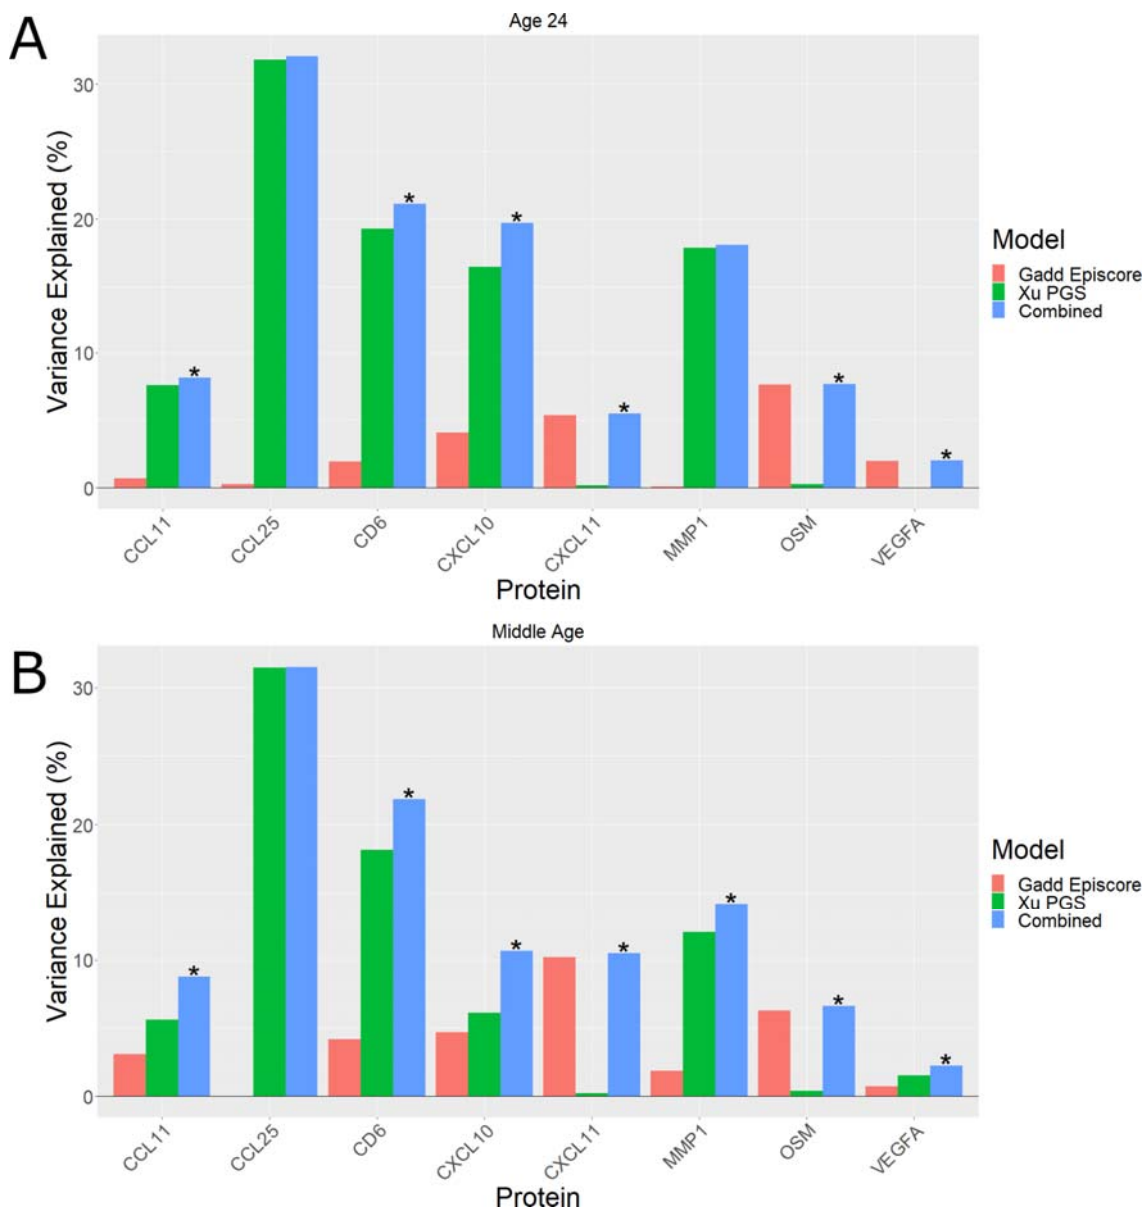 A
Age 24
Variance Explained (%)
30
20
10
0
*
*
*
*
*
*
CCL11
CCL25
CD6
CXCL10
CXCL11
MMP1
OSM
VEGFA
Protein
Model
Gadd Episcore
Xu PGS
Combined
B
Middle Age
Variance Explained (%)
30
20
10
0
*
*
*
*
*
*
*
CCL11
CCL25
CD6
CXCL10
CXCL11
MMP1
OSM
VEGFA
Protein
Model
Gadd Episcore
Xu PGS
Combined